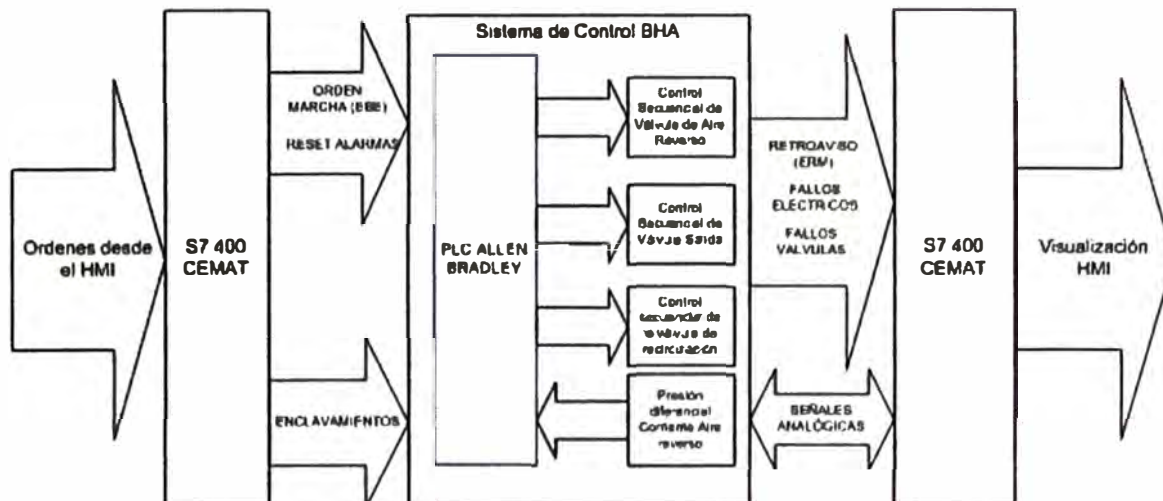 Sistema de Control BHA
Ordenes desde
el HMI
S7 400
CEMAT
ORDEN
MARCHA (EBE)
RESET ALARMAS
ENCLAVAMIENTOS
PLC ALLEN
BRADLEY
Control
Secuencial de
Válvula de Aire
Reverso
Control
Secuencial de
Válvula Salida
Control
secuencial de
la válvula de
recirculación
Presión
diferencial
Corriente Aire
reverso
RETROAVISO
(ERM)
FALLOS
ELECTRICOS
FALLOS
VALVULAS
SEÑALES
ANALÓGICAS
S7 400
CEMAT
Visualización
HMI